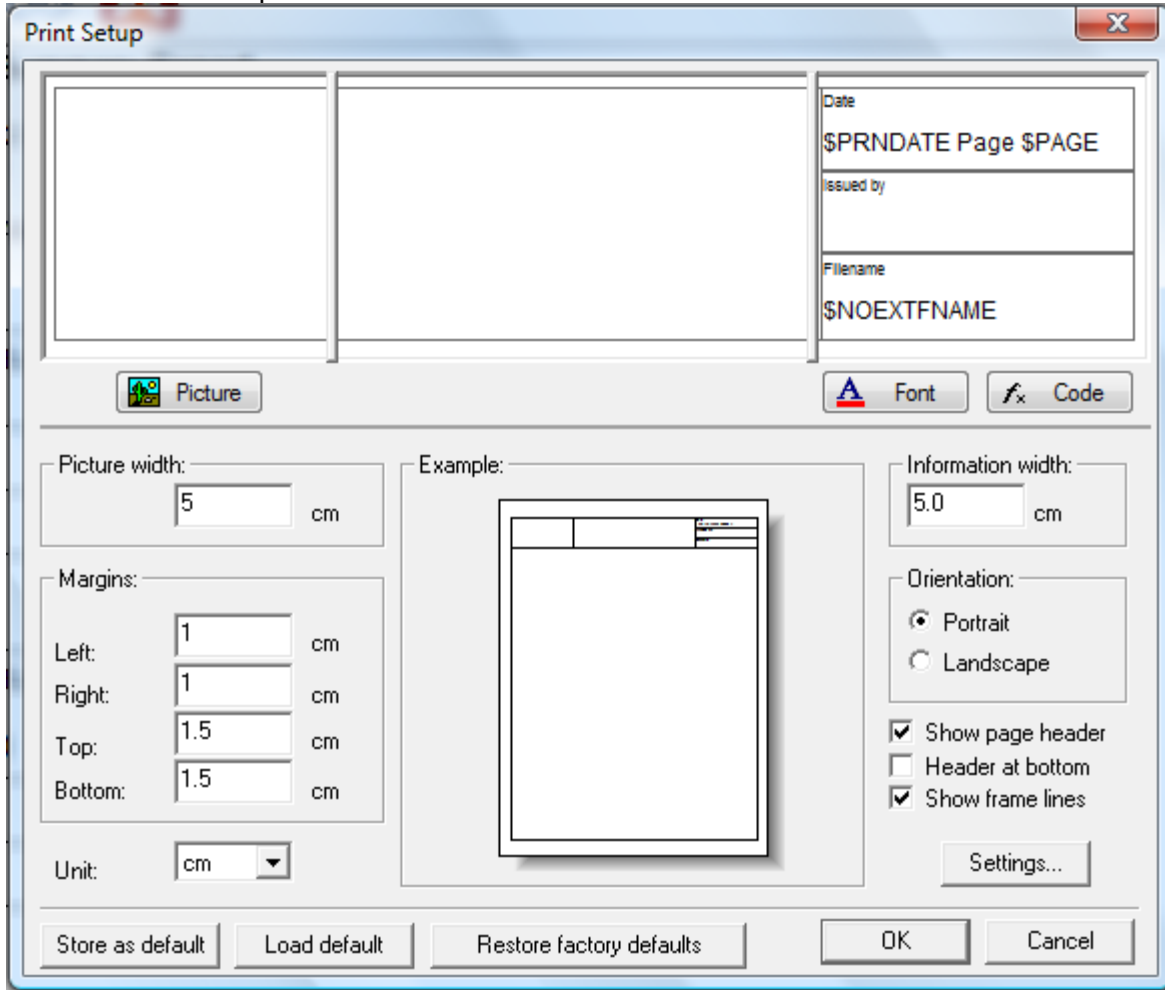 Print Setup
Date
$PRNDATE Page $PAGE
Issued by
Filename
$NOEXTFNAME
Picture
Font
Code
Picture width:
5 cm
Example:
Information width:
5.0 cm
Margins:
Left: 1 cm
Right: 1 cm
Top: 1.5 cm
Bottom: 1.5 cm
Orientation:
Portrait
Landscape
Show page header
Header at bottom
Show frame lines
Unit: cm
Settings...
Store as default
Load default
Restore factory defaults
OK
Cancel